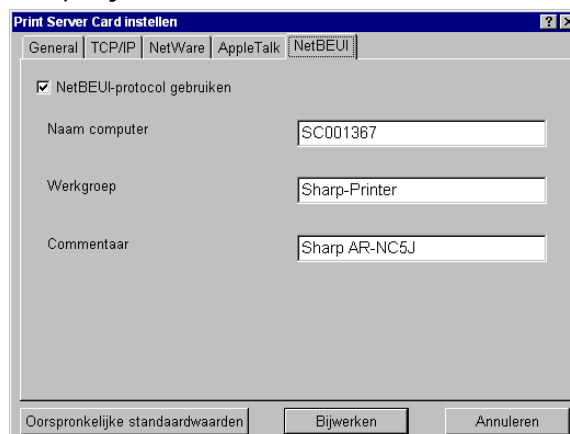 Print Server Card instellen
General TCP/IP NetWare AppleTalk NetBEUI
NetBEUI-protocol gebruiken
Naam computer SC001367
Werkgroep Sharp-Printer
Commentaar Sharp AR-NC5J
Oorspronkelijke standaardwaarden Bijwerken Annuleren